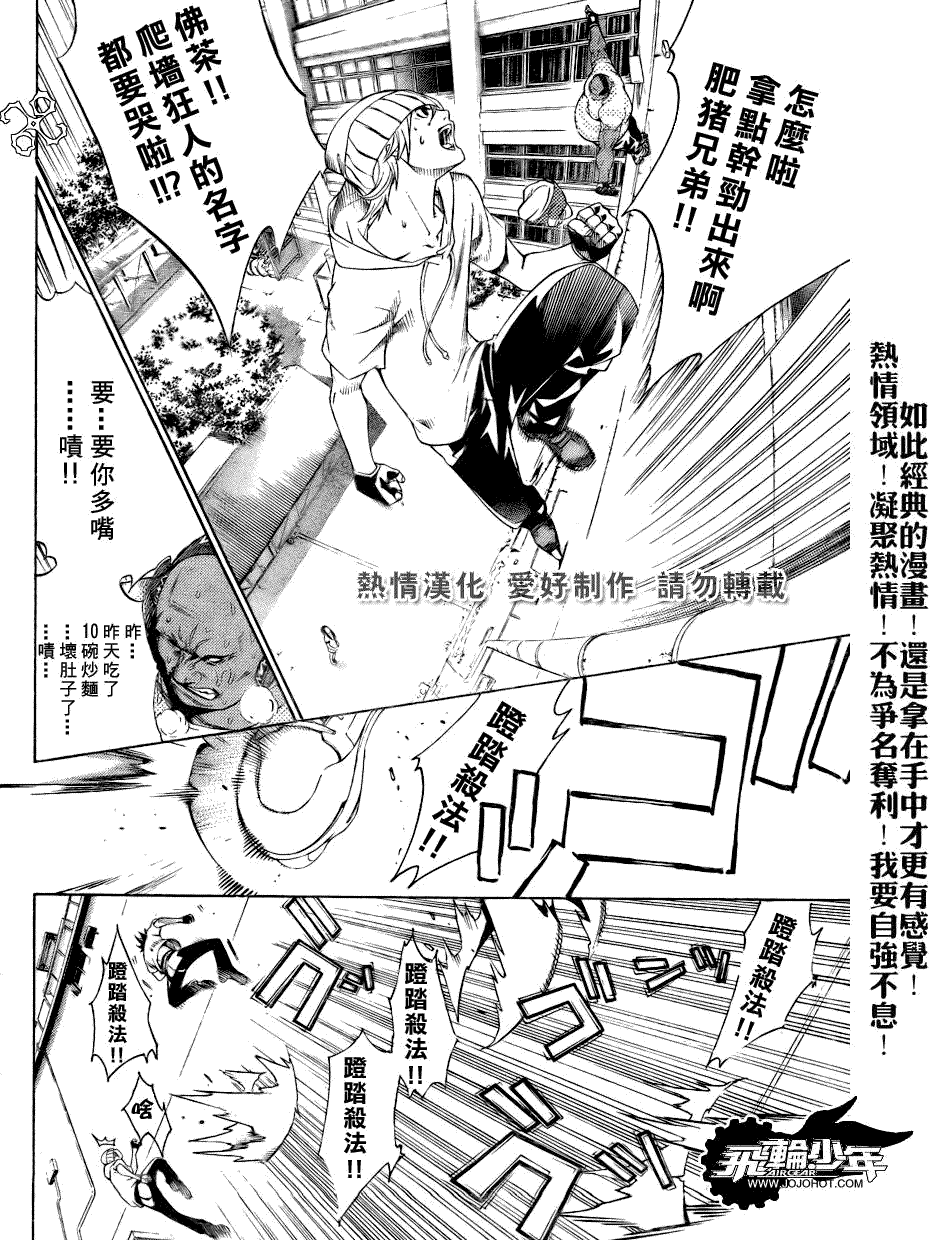 怎麼啦
拿點幹勁出來啊
肥猪兄弟!!
佛茶!!
爬墙狂人的名字
都要哭啦!!?
要…要你多嘴
……嘖!!
昨…
昨天吃了
10碗炒麵
…壞肚子了…
…嘖…
熱情漢化 愛好制作 請勿轉載
蹬踏殺法!!
蹬踏殺法!!
蹬踏殺法!!
蹬踏殺法!!
蹬踏殺法!!
啥
如此經典的漫畫！還是拿在手中才更有感覺！
熱情領域！凝聚熱情！不為爭名奪利！我要自強不息！
飛輪少年
AIR GEAR
WWW.JOJOHOT.COM